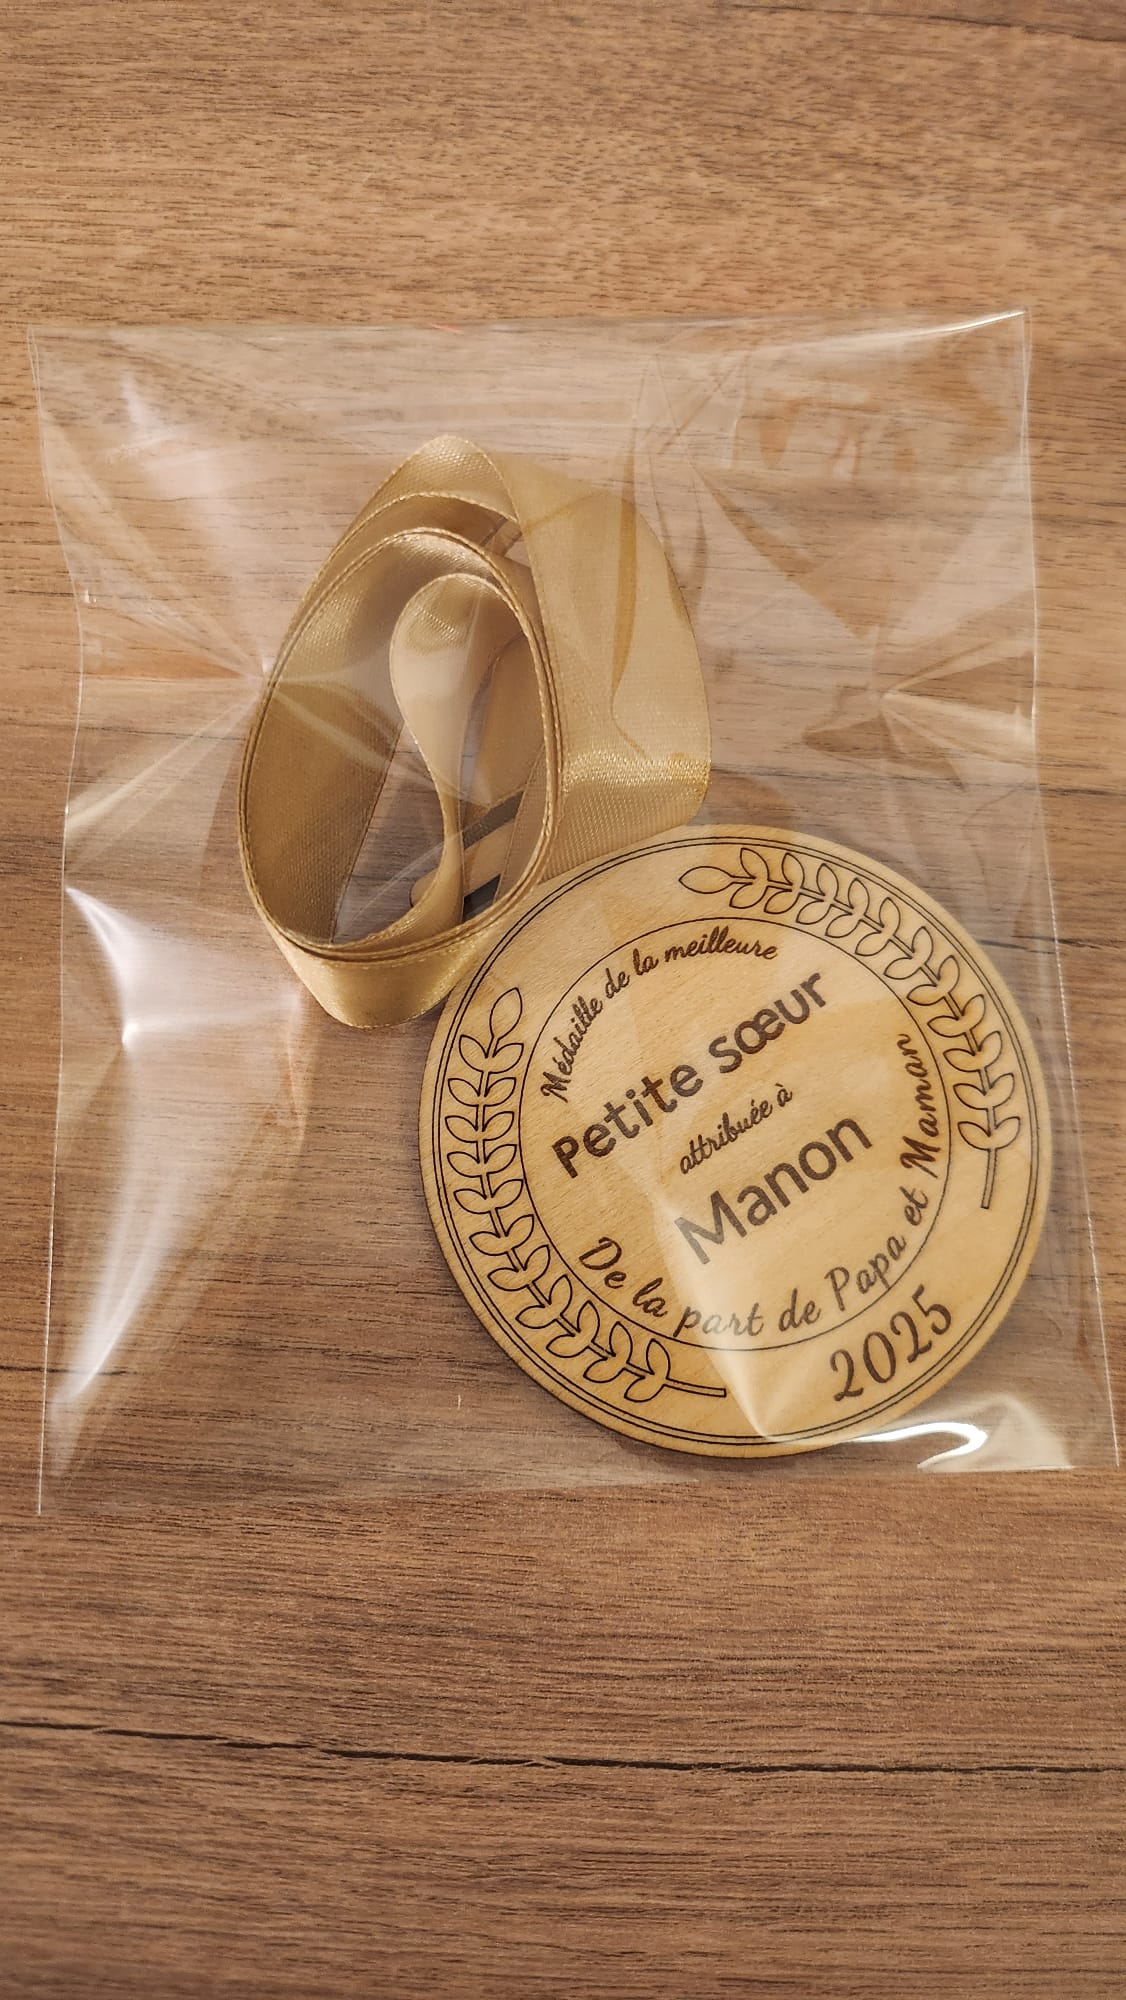 Médaille de la meilleure
Petite sœur
attribuée à
Manon
De la part de Papa et Maman
2025